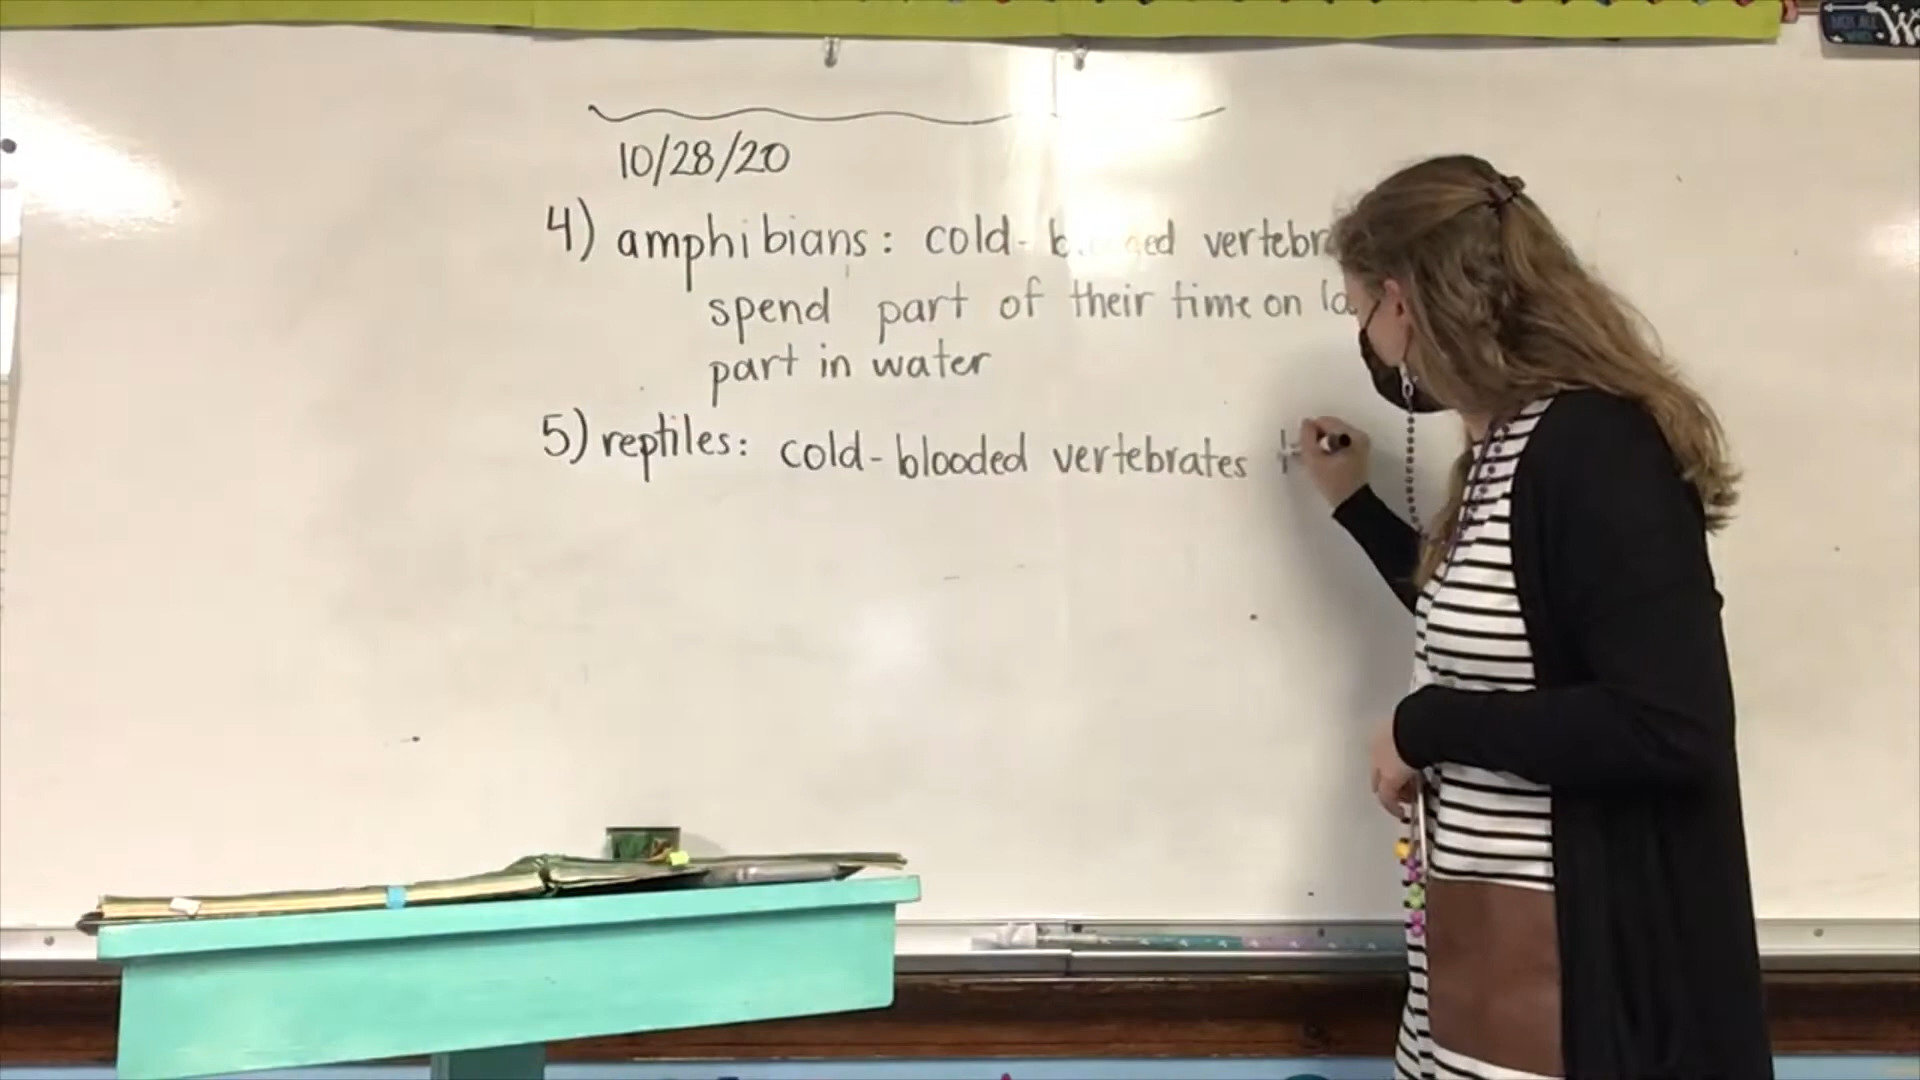 10/28/20
4) amphibians: cold-
spend part of their time on
part in water
5) reptiles: cold-blooded vertebrates